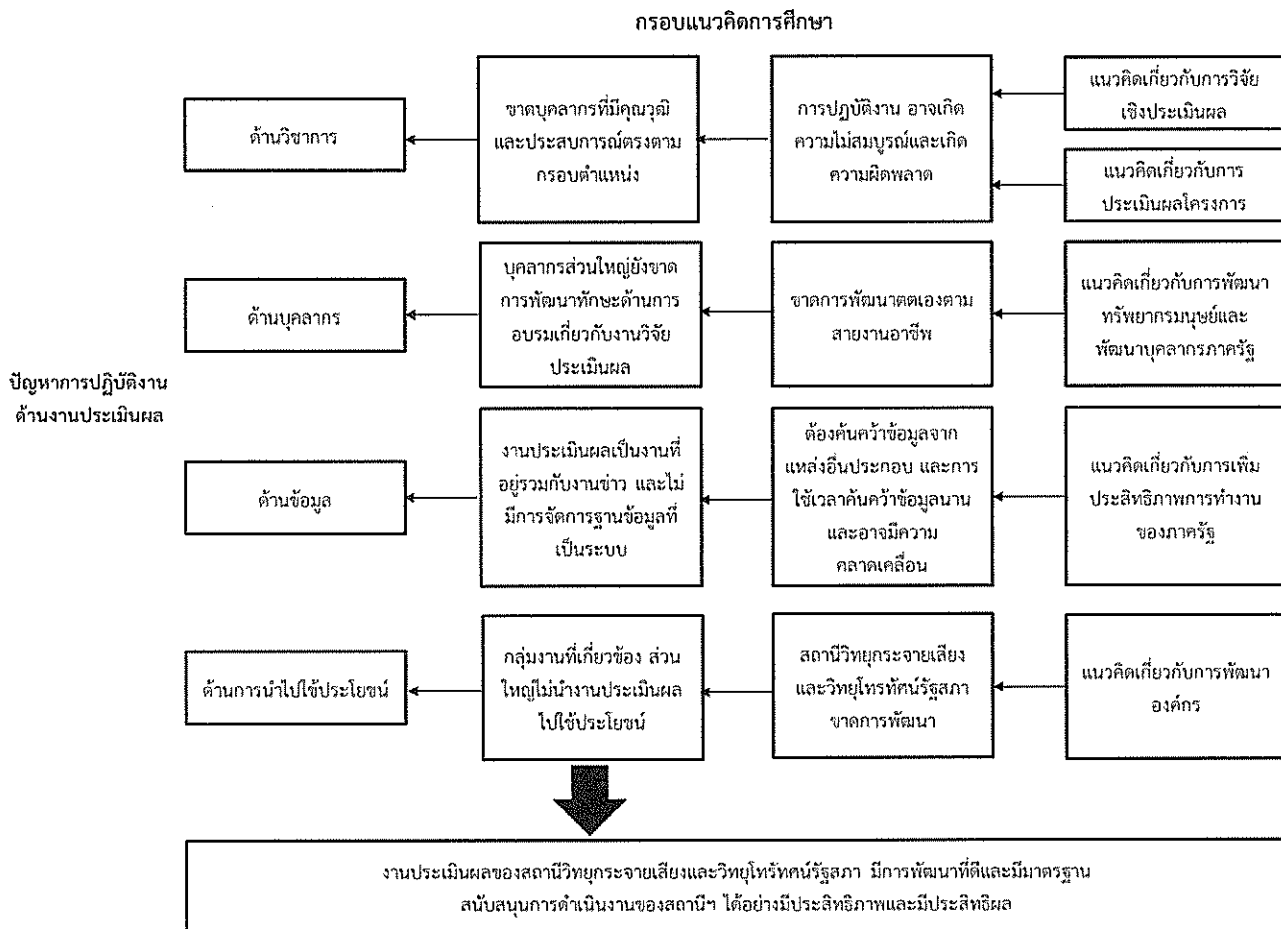 กรอบแนวคิดการศึกษา
ปัญหาการปฏิบัติงาน
ด้านงานประเมินผล
ด้านวิชาการ
ขาดบุคลากรที่มีคุณวุฒิ
และประสบการณ์ตรงตาม
กรอบตำแหน่ง
การปฏิบัติงาน อาจเกิด
ความไม่สมบูรณ์และเกิด
ความผิดพลาด
แนวคิดเกี่ยวกับการวิจัย
เชิงประเมินผล
แนวคิดเกี่ยวกับการ
ประเมินผลโครงการ
ด้านบุคลากร
บุคลากรส่วนใหญ่ยังขาด
การพัฒนาทักษะด้านการ
อบรมเกี่ยวกับงานวิจัย
ประเมินผล
ขาดการพัฒนาตตเองตาม
สายงานอาชีพ
แนวคิดเกี่ยวกับการพัฒนา
ทรัพยากรมนุษย์และ
พัฒนาบุคลากรภาครัฐ
ด้านข้อมูล
งานประเมินผลเป็นงานที่
อยู่รวมกับงานข่าว และไม่
มีการจัดการฐานข้อมูลที่
เป็นระบบ
ต้องค้นคว้าข้อมูลจาก
แหล่งอื่นประกอบ และการ
ใช้เวลาค้นคว้าข้อมูลนาน
และอาจมีความ
คลาดเคลื่อน
แนวคิดเกี่ยวกับการเพิ่ม
ประสิทธิภาพการทำงาน
ของภาครัฐ
ด้านการนำไปใช้ประโยชน์
กลุ่มงานที่เกี่ยวข้อง ส่วน
ใหญ่ไม่นำงานประเมินผล
ไปใช้ประโยชน์
สถานีวิทยุกระจายเสียง
และวิทยุโทรทัศน์รัฐสภา
ขาดการพัฒนา
แนวคิดเกี่ยวกับการพัฒนา
องค์กร
งานประเมินผลของสถานีวิทยุกระจายเสียงและวิทยุโทรทัศน์รัฐสภา มีการพัฒนาที่ดีและมีมาตรฐาน
สนับสนุนการดำเนินงานของสถานีฯ ได้อย่างมีประสิทธิภาพและมีประสิทธิผล